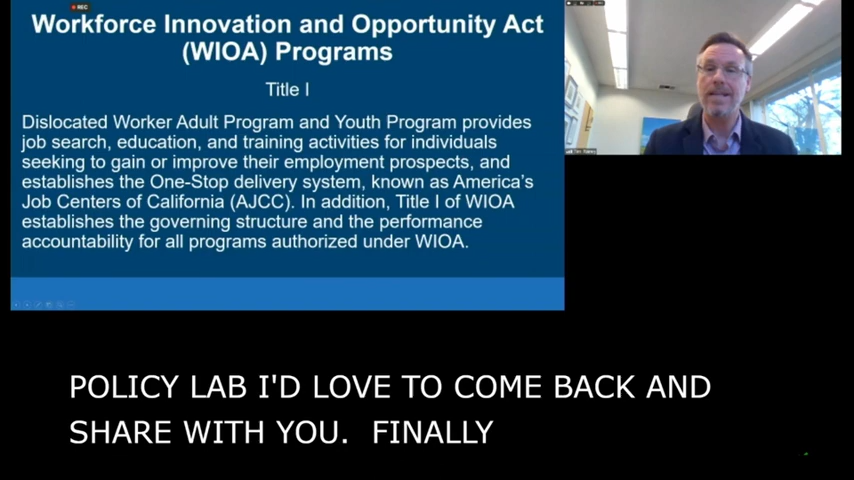 REC
Workforce Innovation and Opportunity Act
(WIOA) Programs
Title I
Dislocated Worker Adult Program and Youth Program provides
job search, education, and training activities for individuals
seeking to gain or improve their employment prospects, and
establishes the One-Stop delivery system, known as America's
Job Centers of California (AJCC). In addition, Title I of WIOA
establishes the governing structure and the performance
accountability for all programs authorized under WIOA.
POLICY LAB I'D LOVE TO COME BACK AND
SHARE WITH YOU.  FINALLY